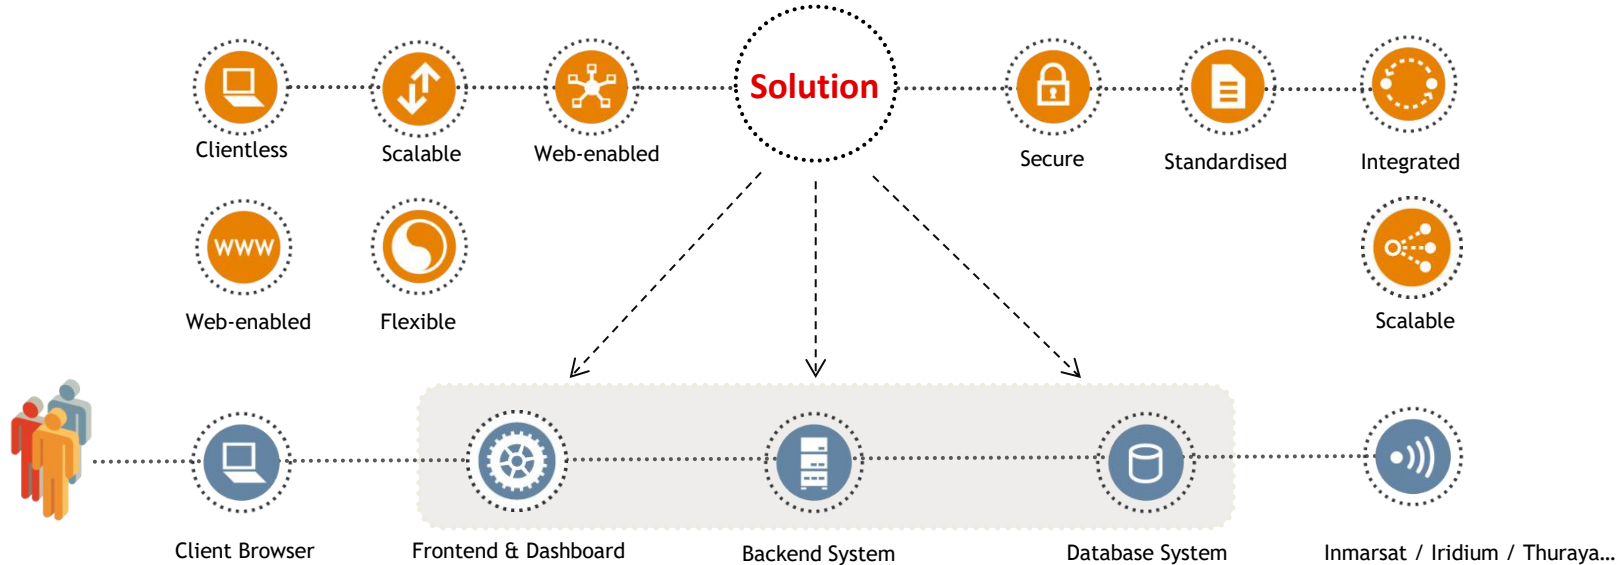 Solution
Clientless
Scalable
Web-enabled
Secure
Standardised
Integrated
www
Web-enabled
Flexible
Scalable
Client Browser
Frontend & Dashboard
Backend System
Database System
Inmarsat / Iridium / Thuraya…